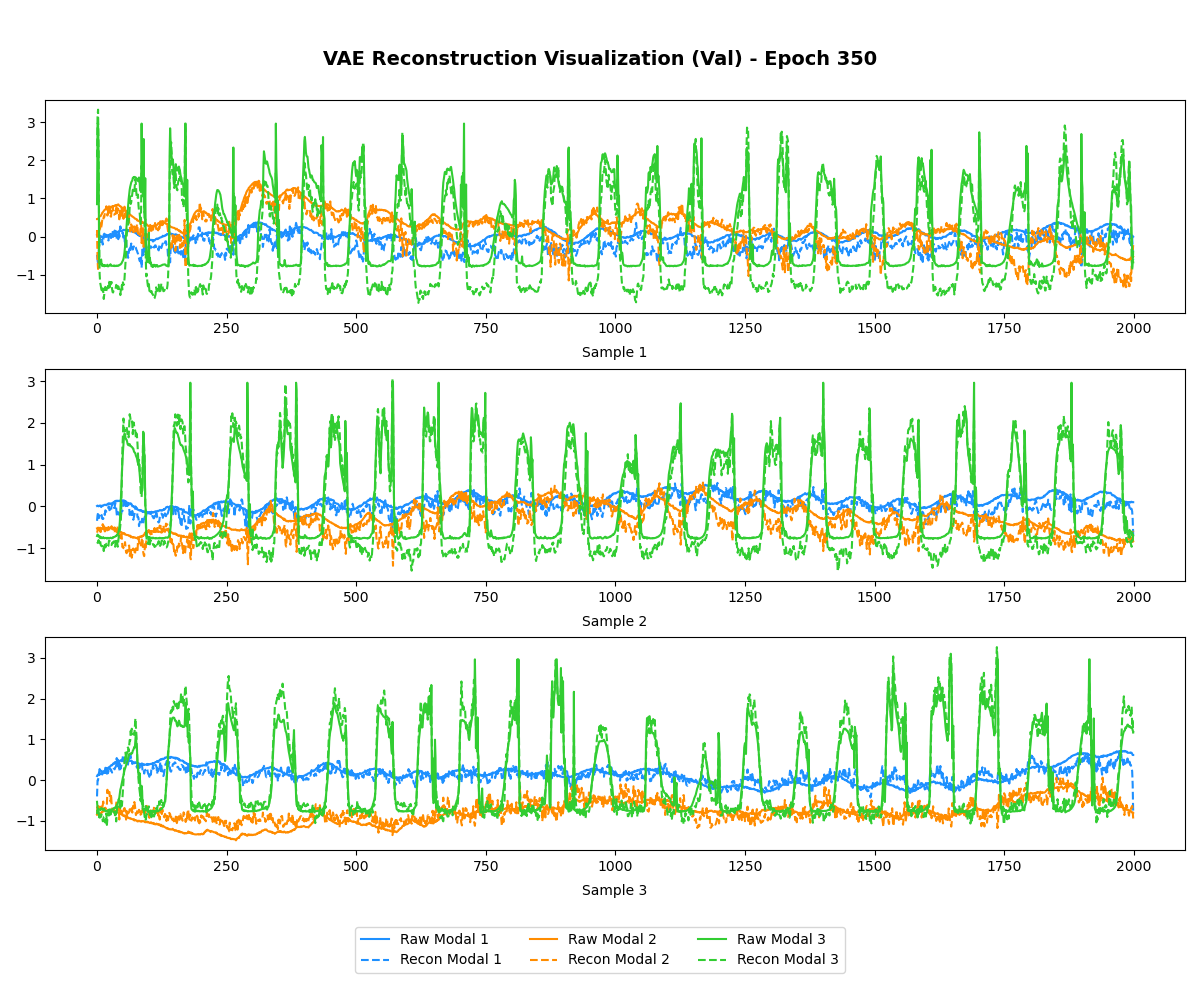 VAE Reconstruction Visualization (Val) - Epoch 350
3
2
1
0
−1
0 250 500 750 1000 1250 1500 1750 2000
Sample 1
3
2
1
0
−1
0 250 500 750 1000 1250 1500 1750 2000
Sample 2
3
2
1
0
−1
0 250 500 750 1000 1250 1500 1750 2000
Sample 3
Raw Modal 1 Raw Modal 2 Raw Modal 3
Recon Modal 1 Recon Modal 2 Recon Modal 3